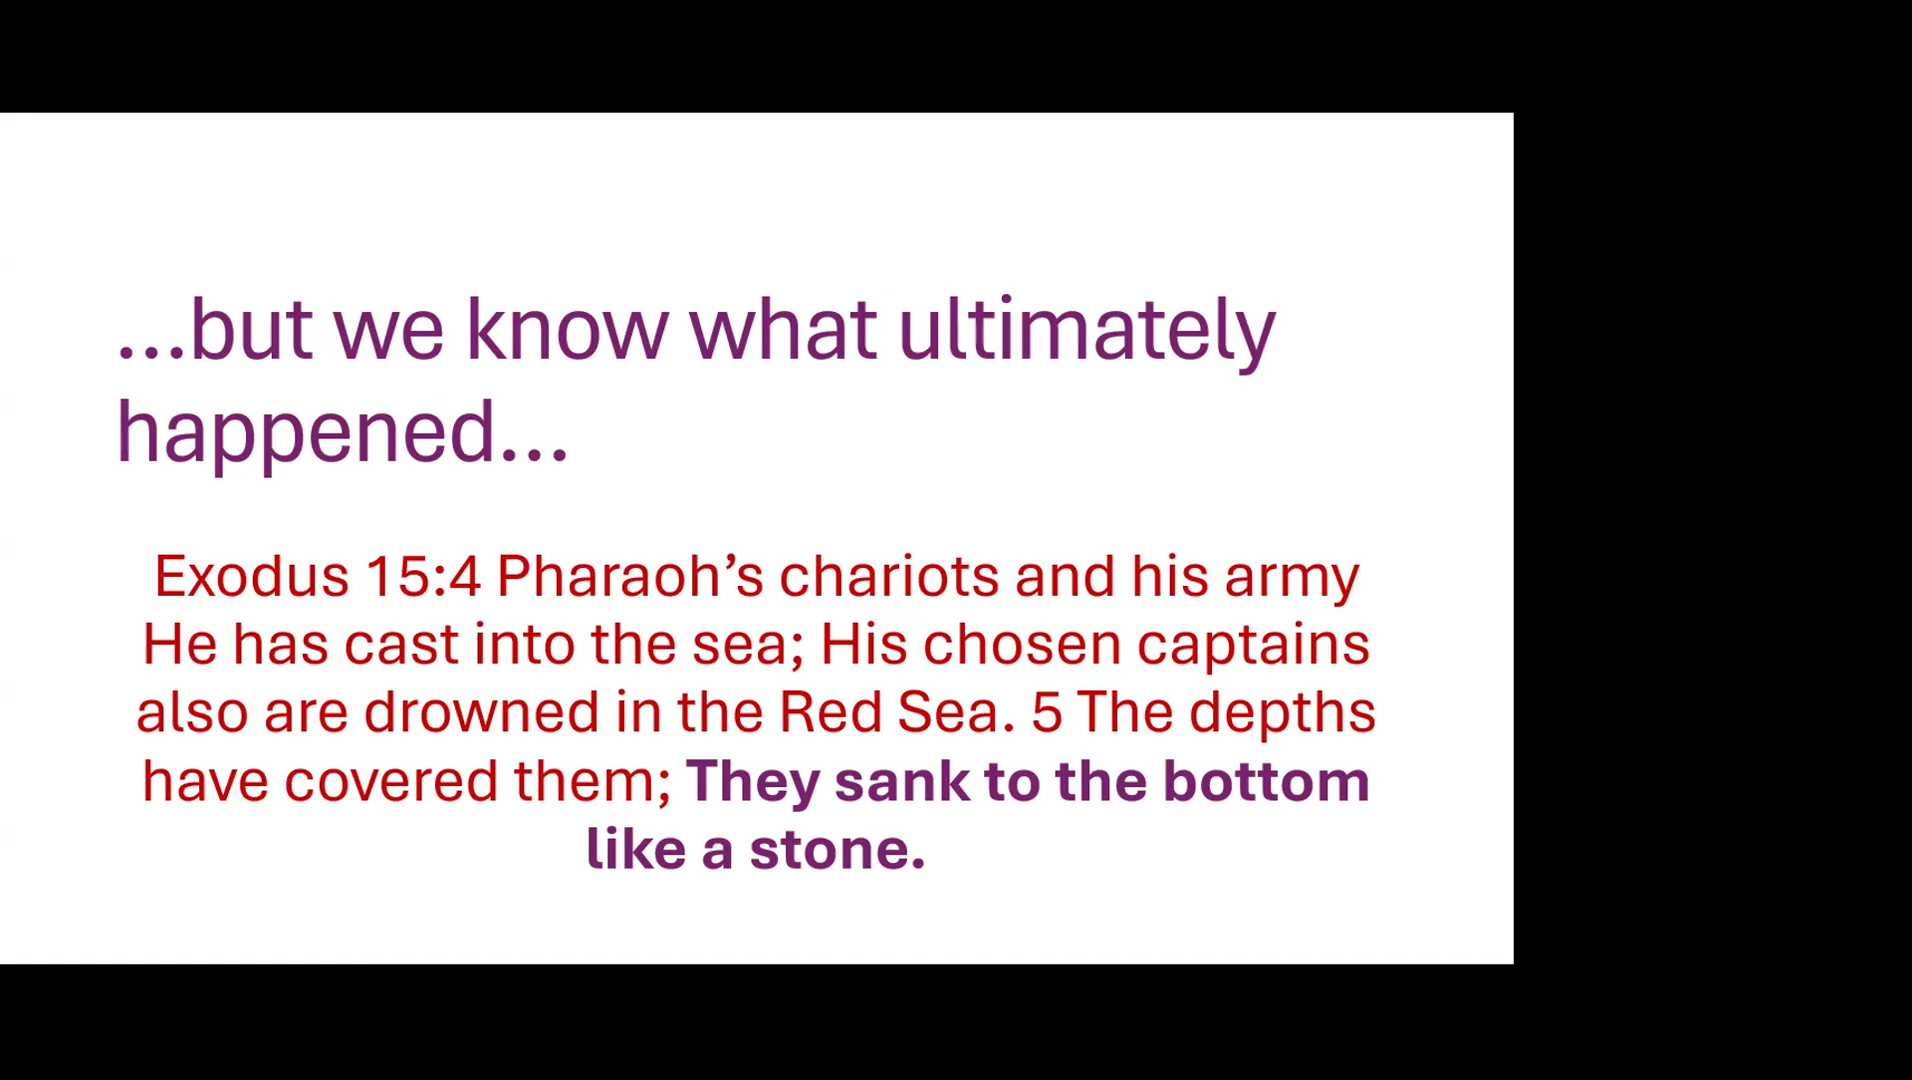 ...but we know what ultimately
happened...
Exodus 15:4 Pharaoh’s chariots and his army
He has cast into the sea; His chosen captains
also are drowned in the Red Sea. 5 The depths
have covered them; They sank to the bottom
like a stone.